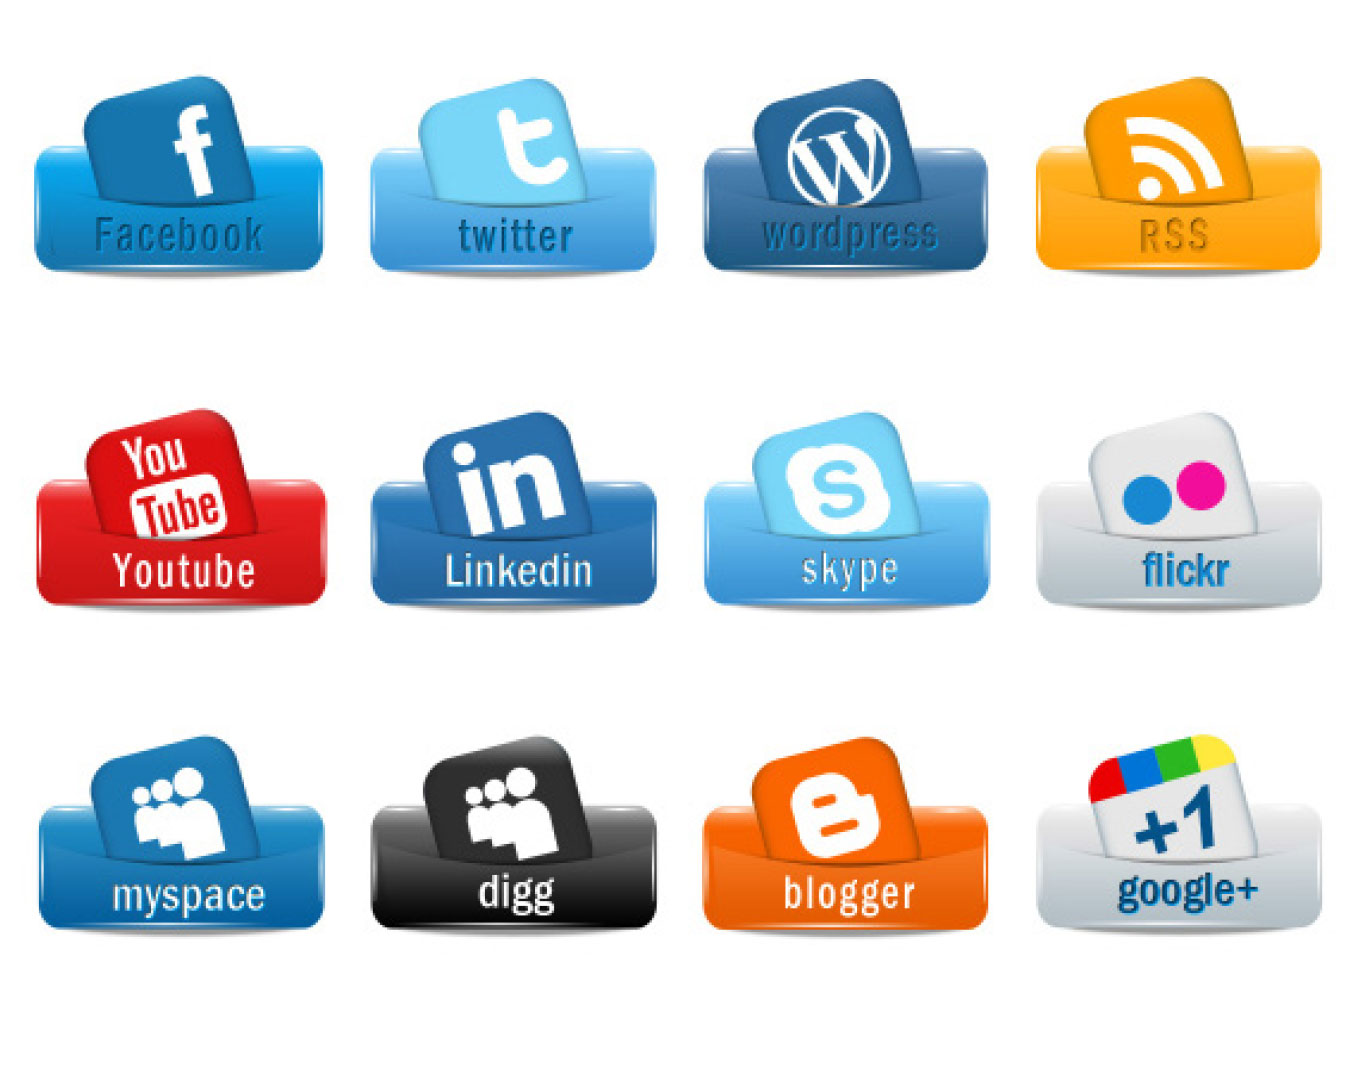 f
t
W
Facebook
twitter
wordpress
RSS
You
Tube
in
S
Youtube
Linkedin
skype
flickr
B
+1
myspace
digg
blogger
google+